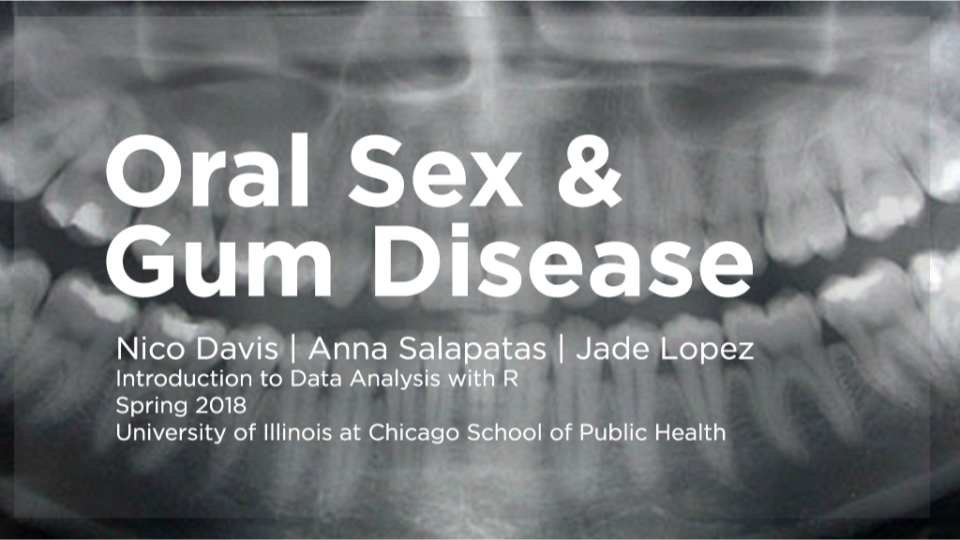 Oral Sex &
Gum Disease
Nico Davis | Anna Salapatas | Jade Lopez
Introduction to Data Analysis with R
Spring 2018
University of Illinois at Chicago School of Public Health